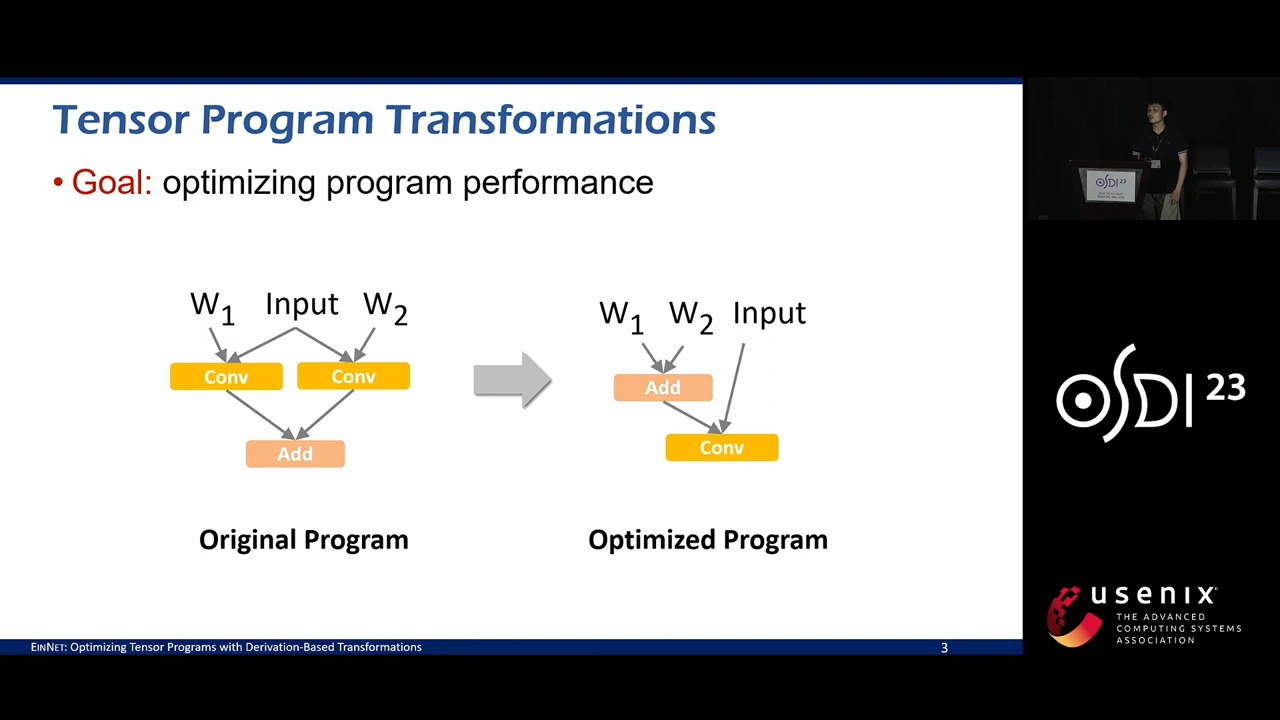 Tensor Program Transformations
• Goal: optimizing program performance
W1 Input W2
Conv Conv
Add
Original Program
W1 W2 Input
Add
Conv
Optimized Program
EINNET: Optimizing Tensor Programs with Derivation-Based Transformations
3
OSDI 23
OSDI 23
usenix
THE ADVANCED
COMPUTING SYSTEMS
ASSOCIATION